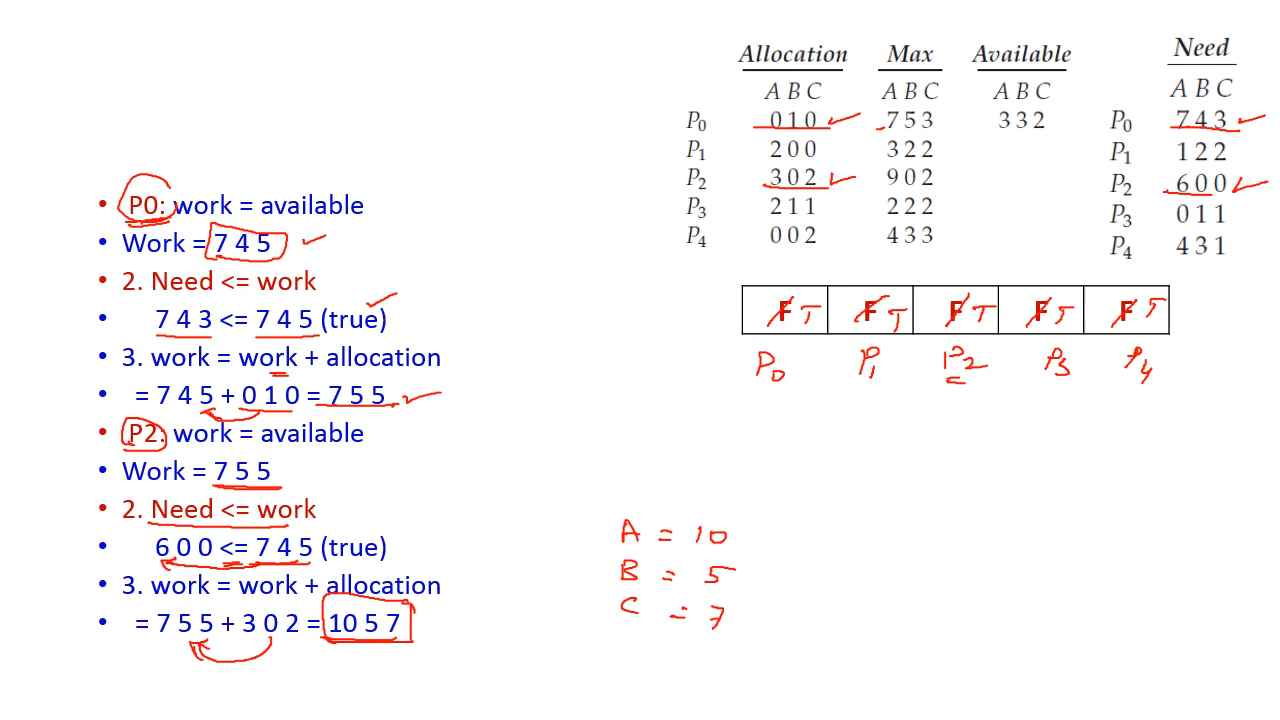 • P0: work = available
• Work = 7 4 5
• 2. Need <= work
• 7 4 3 <= 7 4 5 (true)
• 3. work = work + allocation
• = 7 4 5 + 0 1 0 = 7 5 5
• P2: work = available
• Work = 7 5 5
• 2. Need <= work
• 6 0 0 <= 7 4 5 (true)
• 3. work = work + allocation
• = 7 5 5 + 3 0 2 = 10 5 7
Allocation Max Available Need
A B C A B C A B C A B C
P0 0 1 0 7 5 3 3 3 2 P0 7 4 3
P1 2 0 0 3 2 2 P1 1 2 2
P2 3 0 2 9 0 2 P2 6 0 0
P3 2 1 1 2 2 2 P3 0 1 1
P4 0 0 2 4 3 3 P4 4 3 1
F T F T F T F T F T
P0 P1 P2 P3 P4
A = 10
B = 5
C = 7